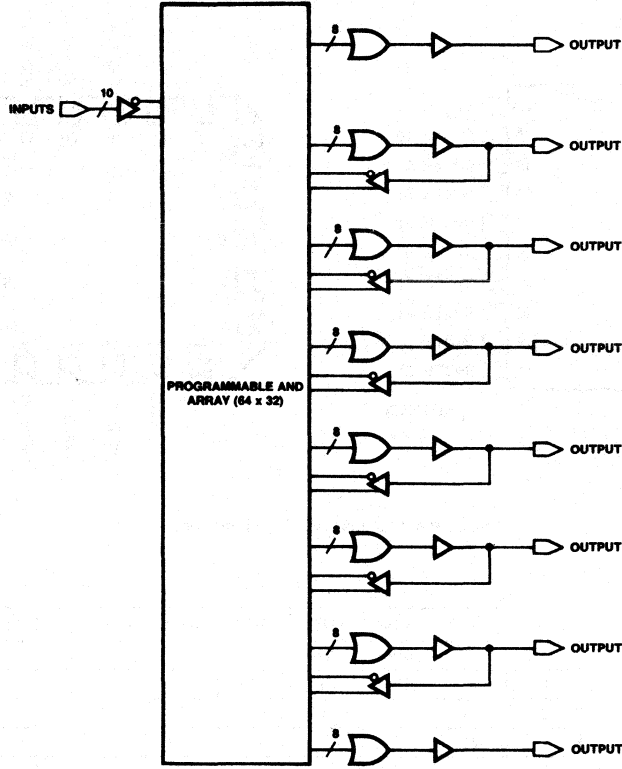 8
OUTPUT
10
INPUTS
8
OUTPUT
8
OUTPUT
8
OUTPUT
PROGRAMMABLE AND
ARRAY (64 x 32)
8
OUTPUT
8
OUTPUT
8
OUTPUT
8
OUTPUT